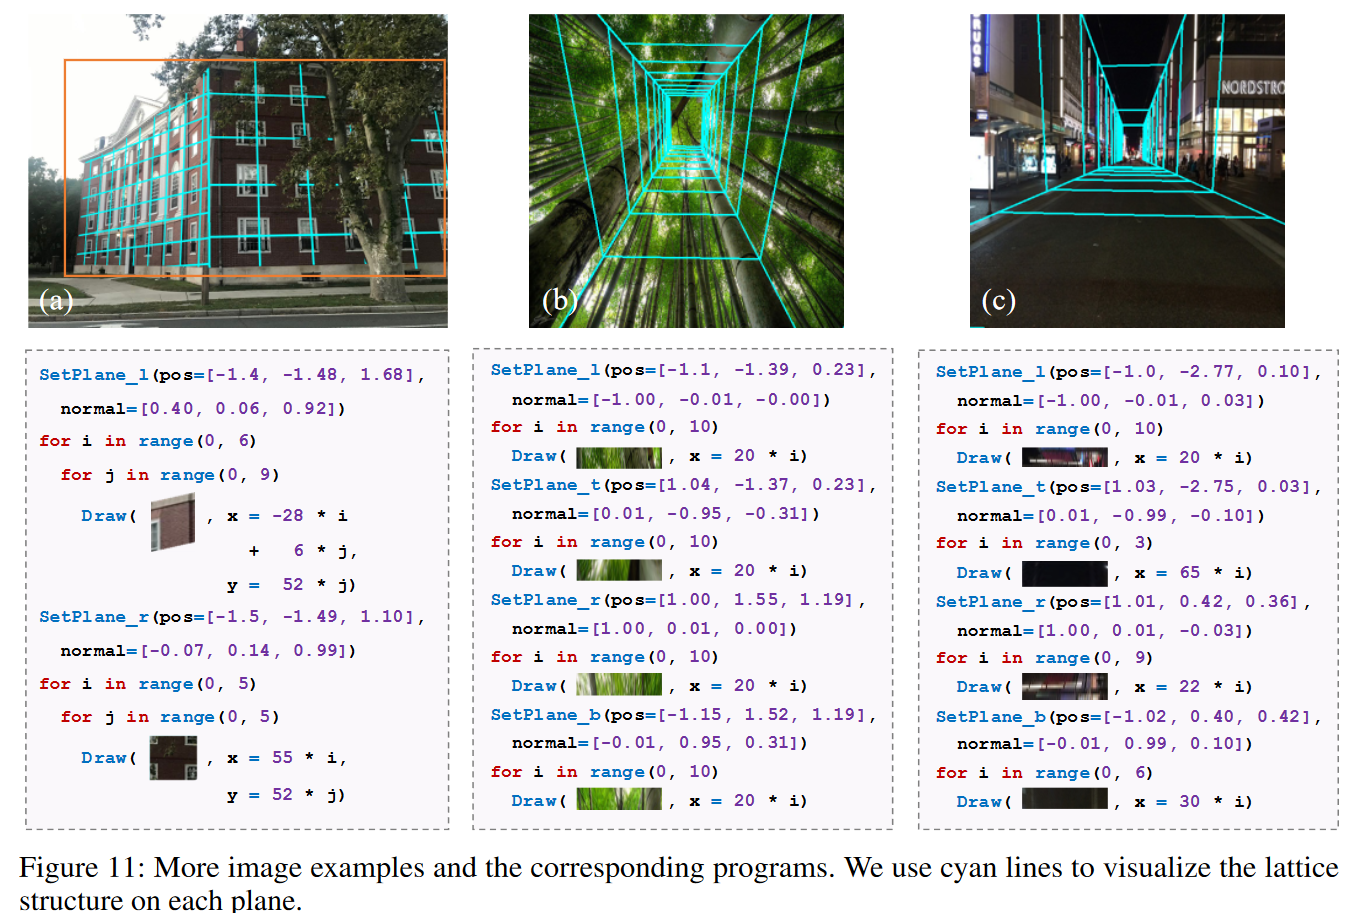 RUGS
NORDSTRO
(a)
(b)
(c)
SetPlane_l(pos=[-1.4, -1.48, 1.68],
normal=[0.40, 0.06, 0.92])
for i in range(0, 6)
for j in range(0, 9)
Draw( , x = -28 * i
+ 6 * j,
y = 52 * j)
SetPlane_r(pos=[-1.5, -1.49, 1.10],
normal=[-0.07, 0.14, 0.99])
for i in range(0, 5)
for j in range(0, 5)
Draw( , x = 55 * i,
y = 52 * j)
SetPlane_l(pos=[-1.1, -1.39, 0.23],
normal=[-1.00, -0.01, -0.00])
for i in range(0, 10)
Draw( , x = 20 * i)
SetPlane_t(pos=[1.04, -1.37, 0.23],
normal=[0.01, -0.95, -0.31])
for i in range(0, 10)
Draw( , x = 20 * i)
SetPlane_r(pos=[1.00, 1.55, 1.19],
normal=[1.00, 0.01, 0.00])
for i in range(0, 10)
Draw( , x = 20 * i)
SetPlane_b(pos=[-1.15, 1.52, 1.19],
normal=[-0.01, 0.95, 0.31])
for i in range(0, 10)
Draw( , x = 20 * i)
SetPlane_l(pos=[-1.0, -2.77, 0.10],
normal=[-1.00, -0.01, 0.03])
for i in range(0, 10)
Draw( , x = 20 * i)
SetPlane_t(pos=[1.03, -2.75, 0.03],
normal=[0.01, -0.99, -0.10])
for i in range(0, 3)
Draw( , x = 65 * i)
SetPlane_r(pos=[1.01, 0.42, 0.36],
normal=[1.00, 0.01, -0.03])
for i in range(0, 9)
Draw( , x = 22 * i)
SetPlane_b(pos=[-1.02, 0.40, 0.42],
normal=[-0.01, 0.99, 0.10])
for i in range(0, 6)
Draw( , x = 30 * i)
Figure 11: More image examples and the corresponding programs. We use cyan lines to visualize the lattice
structure on each plane.